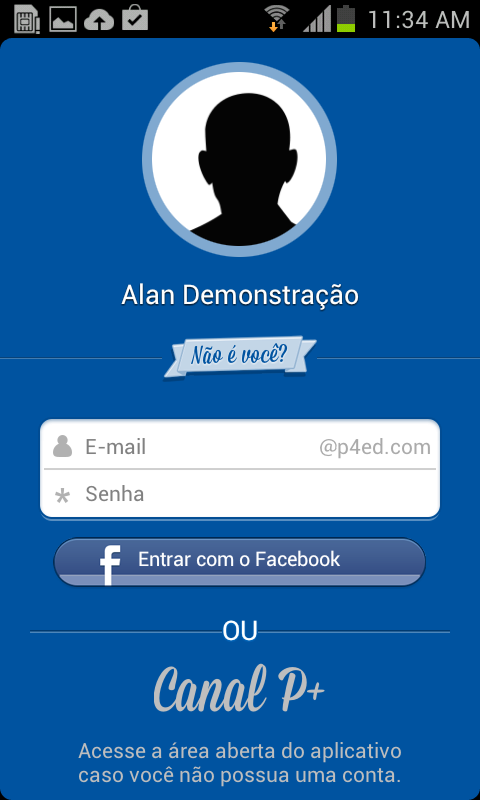 11:34 AM
Alan Demonstração
Não é você?
E-mail @p4ed.com
Senha
f Entrar com o Facebook
OU
Canal P+
Acesse a área aberta do aplicativo
caso você não possua uma conta.